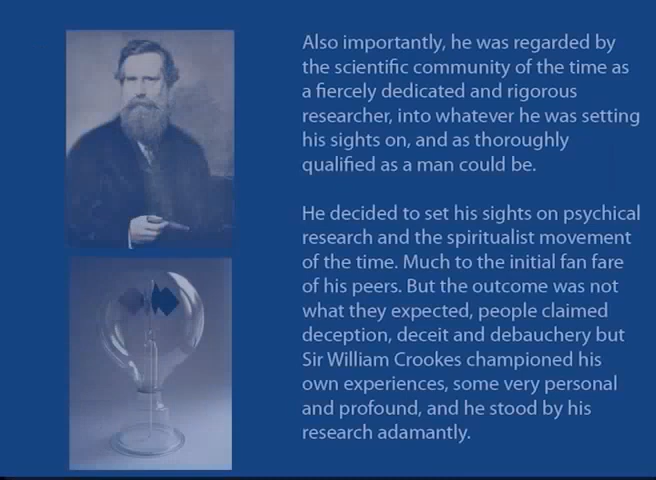 Also importantly, he was regarded by
the scientific community of the time as
a fiercely dedicated and rigorous
researcher, into whatever he was setting
his sights on, and as thoroughly
qualified as a man could be.
He decided to set his sights on psychical
research and the spiritualist movement
of the time. Much to the initial fan fare
of his peers. But the outcome was not
what they expected, people claimed
deception, deceit and debauchery but
Sir William Crookes championed his
own experiences, some very personal
and profound, and he stood by his
research adamantly.